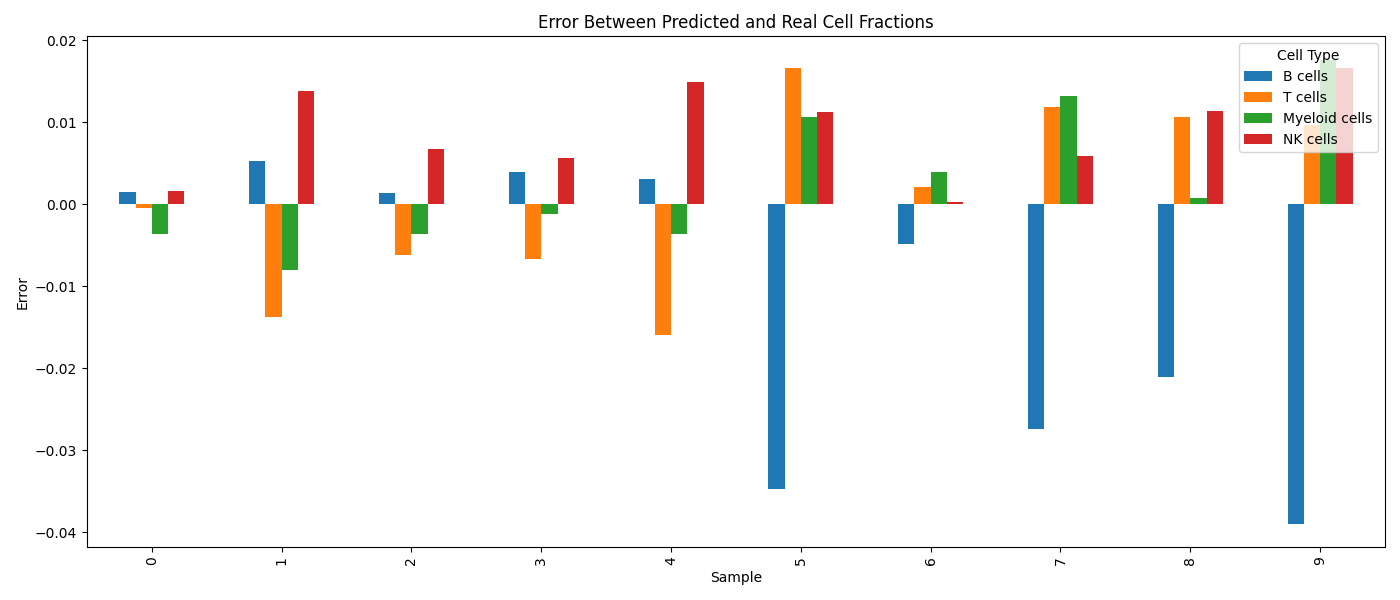 Error Between Predicted and Real Cell Fractions
Cell Type
B cells
T cells
Myeloid cells
NK cells
Error
0.02
0.01
0.00
−0.01
−0.02
−0.03
−0.04
0
1
2
3
4
5
6
7
8
9
Sample